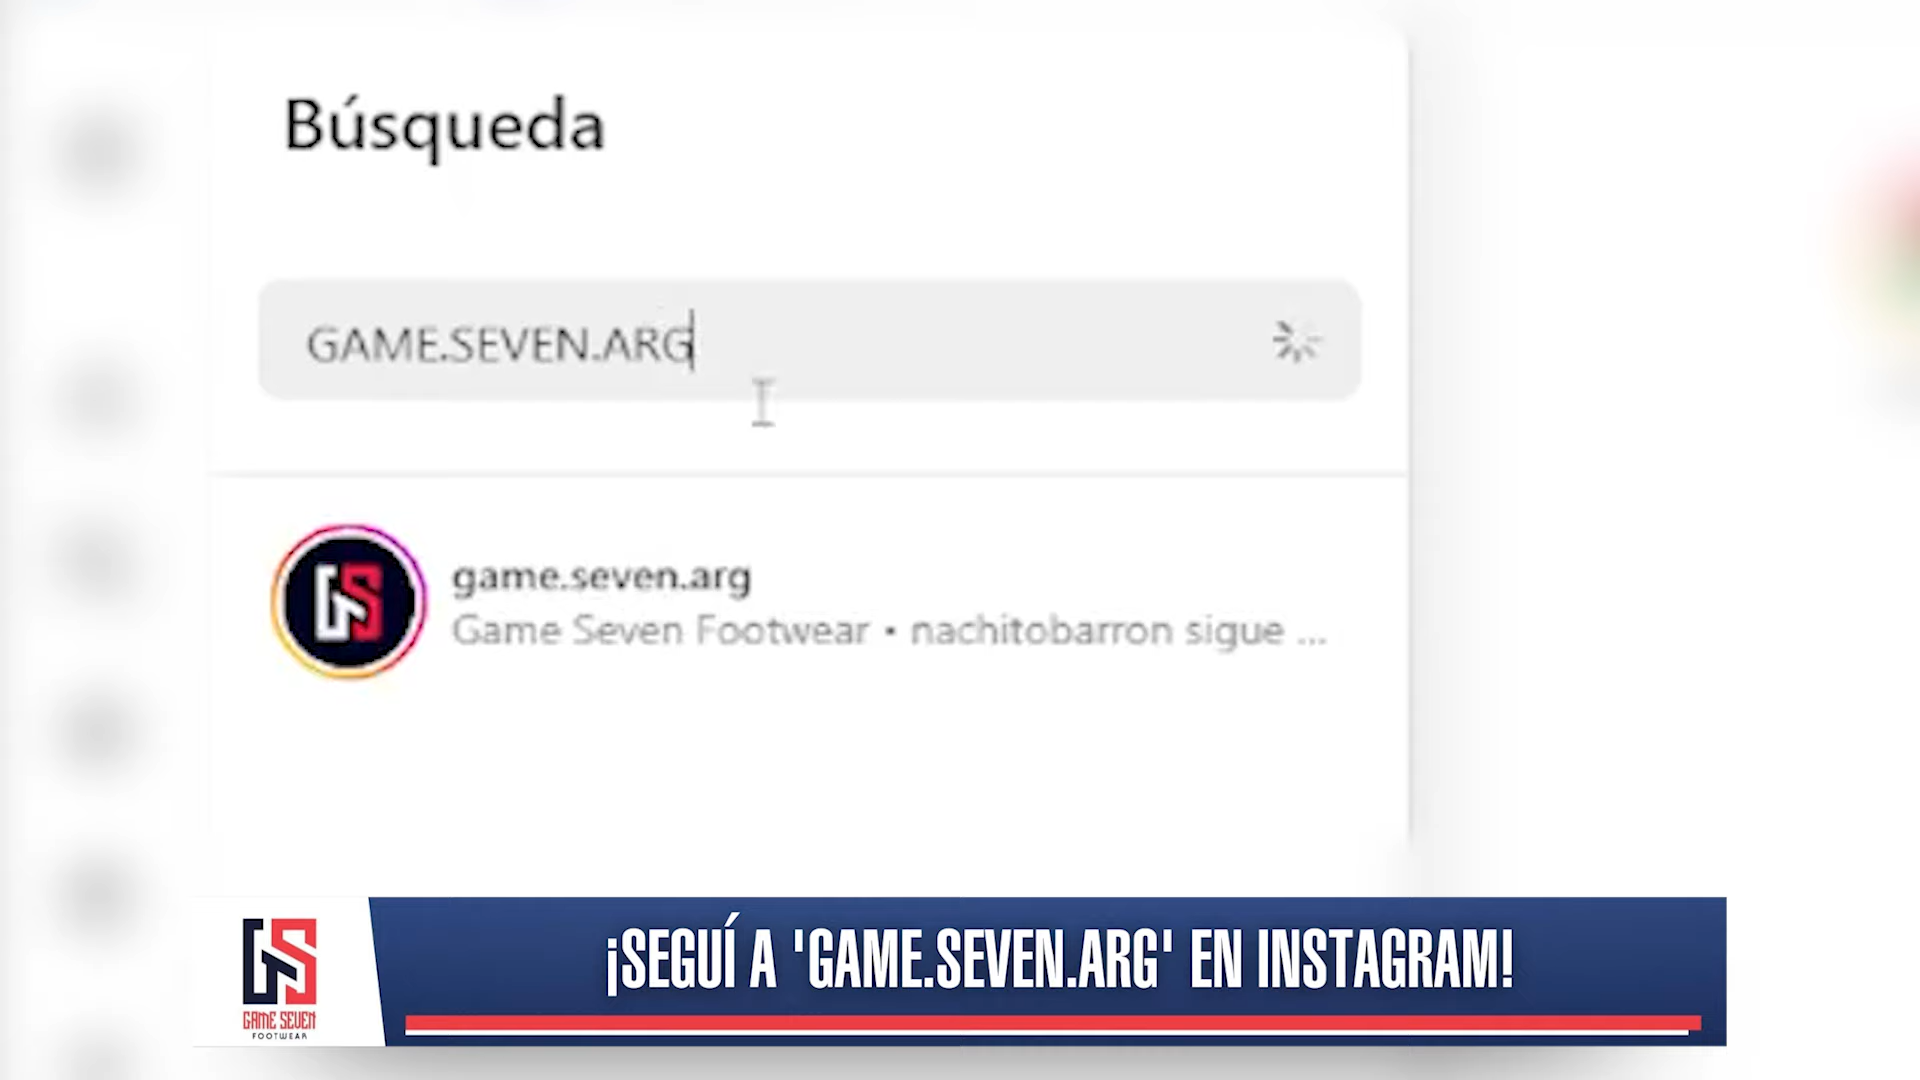 Búsqueda
GAME.SEVEN.ARG
game.seven.arg
Game Seven Footwear • nachitobarron sigue ...
¡SEGUÍ A 'GAME.SEVEN.ARG' EN INSTAGRAM!
GAME SEVEN
FOOTWEAR